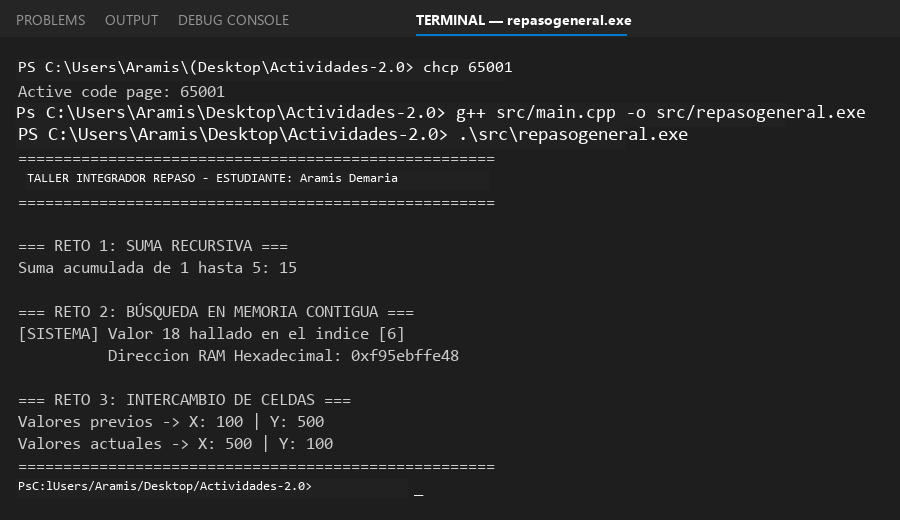 PROBLEMS OUTPUT DEBUG CONSOLE TERMINAL — repasogeneral.exe
PS C:\Users\Aramis\(Desktop\Actividades-2.0> chcp 65001
Active code page: 65001
Ps C:\Users\Aramis\Desktop\Actividades-2.0> g++ src/main.cpp -o src/repasogeneral.exe
PS C:\Users\Aramis\Desktop\Actividades-2.0> .\src\repasogeneral.exe
=====================================================
TALLER INTEGRADOR REPASO - ESTUDIANTE: Aramis Demaria
=====================================================
=== RETO 1: SUMA RECURSIVA ===
Suma acumulada de 1 hasta 5: 15
=== RETO 2: BÚSQUEDA EN MEMORIA CONTIGUA ===
[SISTEMA] Valor 18 hallado en el indice [6]
Direccion RAM Hexadecimal: 0xf95ebffe48
=== RETO 3: INTERCAMBIO DE CELDAS ===
Valores previos -> X: 100 | Y: 500
Valores actuales -> X: 500 | Y: 100
=====================================================
PsC:lUsers/Aramis/Desktop/Actividades-2.0> _